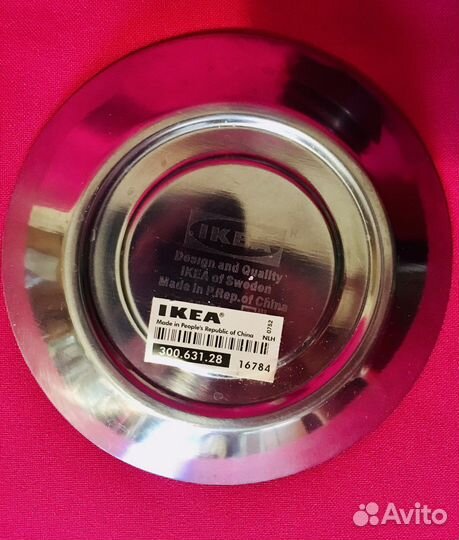 IKEA
Design and Quality
IKEA of Sweden
Made in P.Rep.of China
IKEA®
Made in People's Republic of China
0752
NLH
300.631.28
16784
Avito